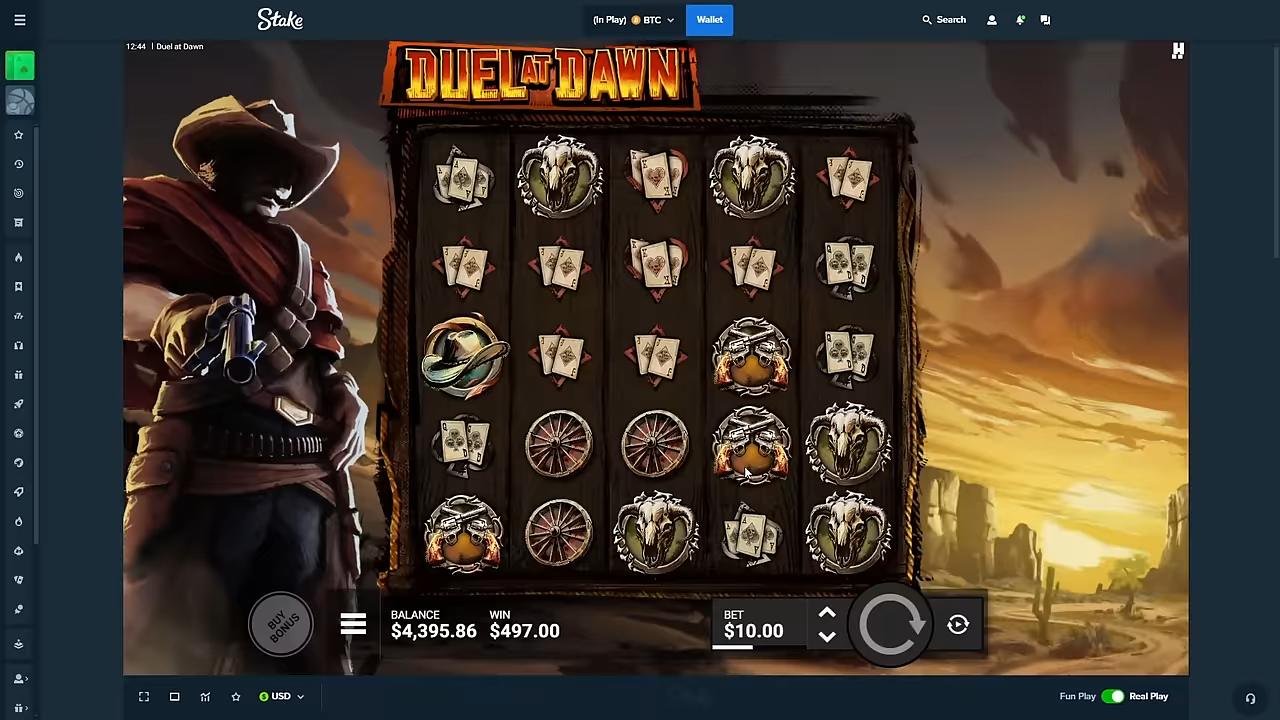 Stake
(In Play) BTC
Wallet
Search
12:44 | Duel at Dawn
DUEL AT DAWN
BUY BONUS
BALANCE
$4,395.86
WIN
$497.00
BET
$10.00
USD
Fun Play
Real Play